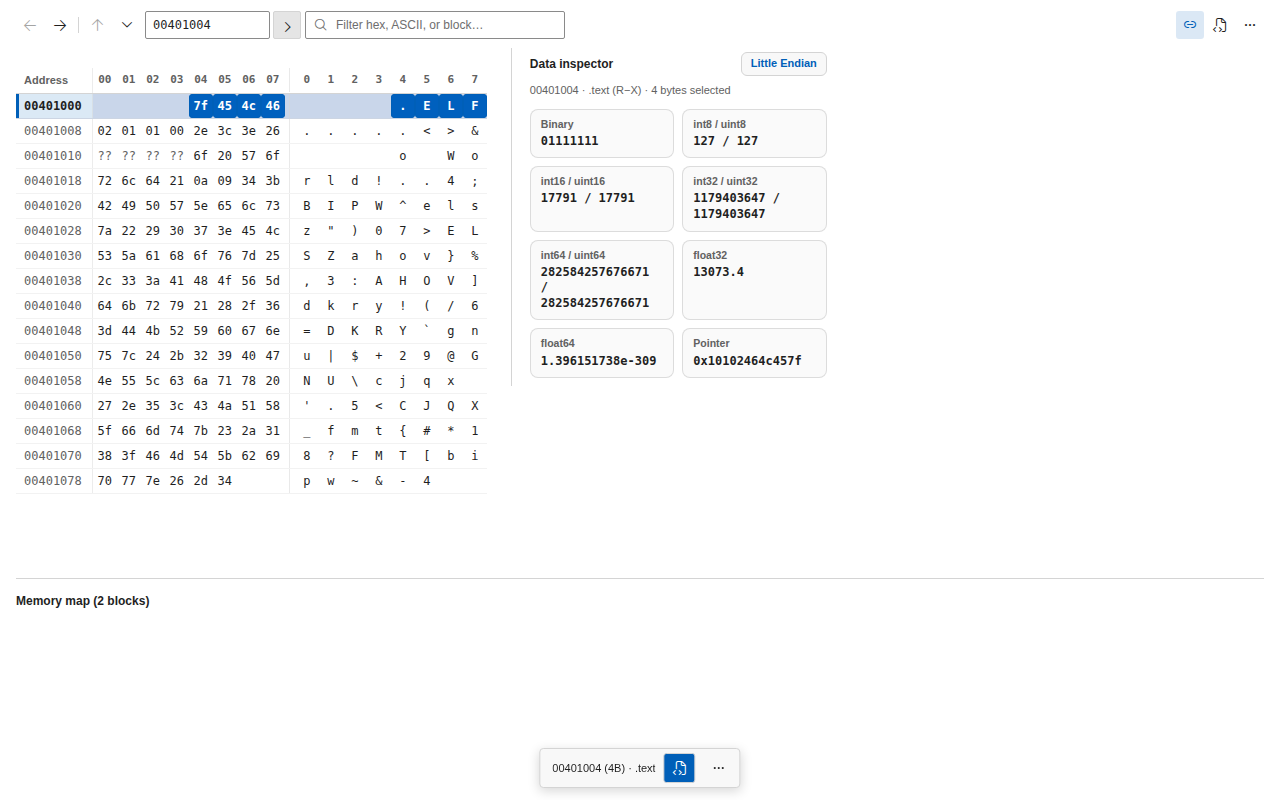 00401004
Filter hex, ASCII, or block…
Address 00 01 02 03 04 05 06 07 0 1 2 3 4 5 6 7
00401000 7f 45 4c 46 . E L F
00401008 02 01 01 00 2e 3c 3e 26 . . . . . < > &
00401010 ?? ?? ?? ?? 6f 20 57 6f o W o
00401018 72 6c 64 21 0a 09 34 3b r l d ! . . 4 ;
00401020 42 49 50 57 5e 65 6c 73 B I P W ^ e l s
00401028 7a 22 29 30 37 3e 45 4c z " ) 0 7 > E L
00401030 53 5a 61 68 6f 76 7d 25 S Z a h o v } %
00401038 2c 33 3a 41 48 4f 56 5d , 3 : A H O V ]
00401040 64 6b 72 79 21 28 2f 36 d k r y ! ( / 6
00401048 3d 44 4b 52 59 60 67 6e = D K R Y ` g n
00401050 75 7c 24 2b 32 39 40 47 u | $ + 2 9 @ G
00401058 4e 55 5c 63 6a 71 78 20 N U \ c j q x
00401060 27 2e 35 3c 43 4a 51 58 ' . 5 < C J Q X
00401068 5f 66 6d 74 7b 23 2a 31 _ f m t { # * 1
00401070 38 3f 46 4d 54 5b 62 69 8 ? F M T [ b i
00401078 70 77 7e 26 2d 34 p w ~ & - 4
Data inspector
Little Endian
00401004 · .text (R−X) · 4 bytes selected
Binary
01111111
int8 / uint8
127 / 127
int16 / uint16
17791 / 17791
int32 / uint32
1179403647 /
1179403647
int64 / uint64
282584257676671
/
282584257676671
float32
13073.4
float64
1.396151738e-309
Pointer
0x10102464c457f
Memory map (2 blocks)
00401004 (4B) · .text